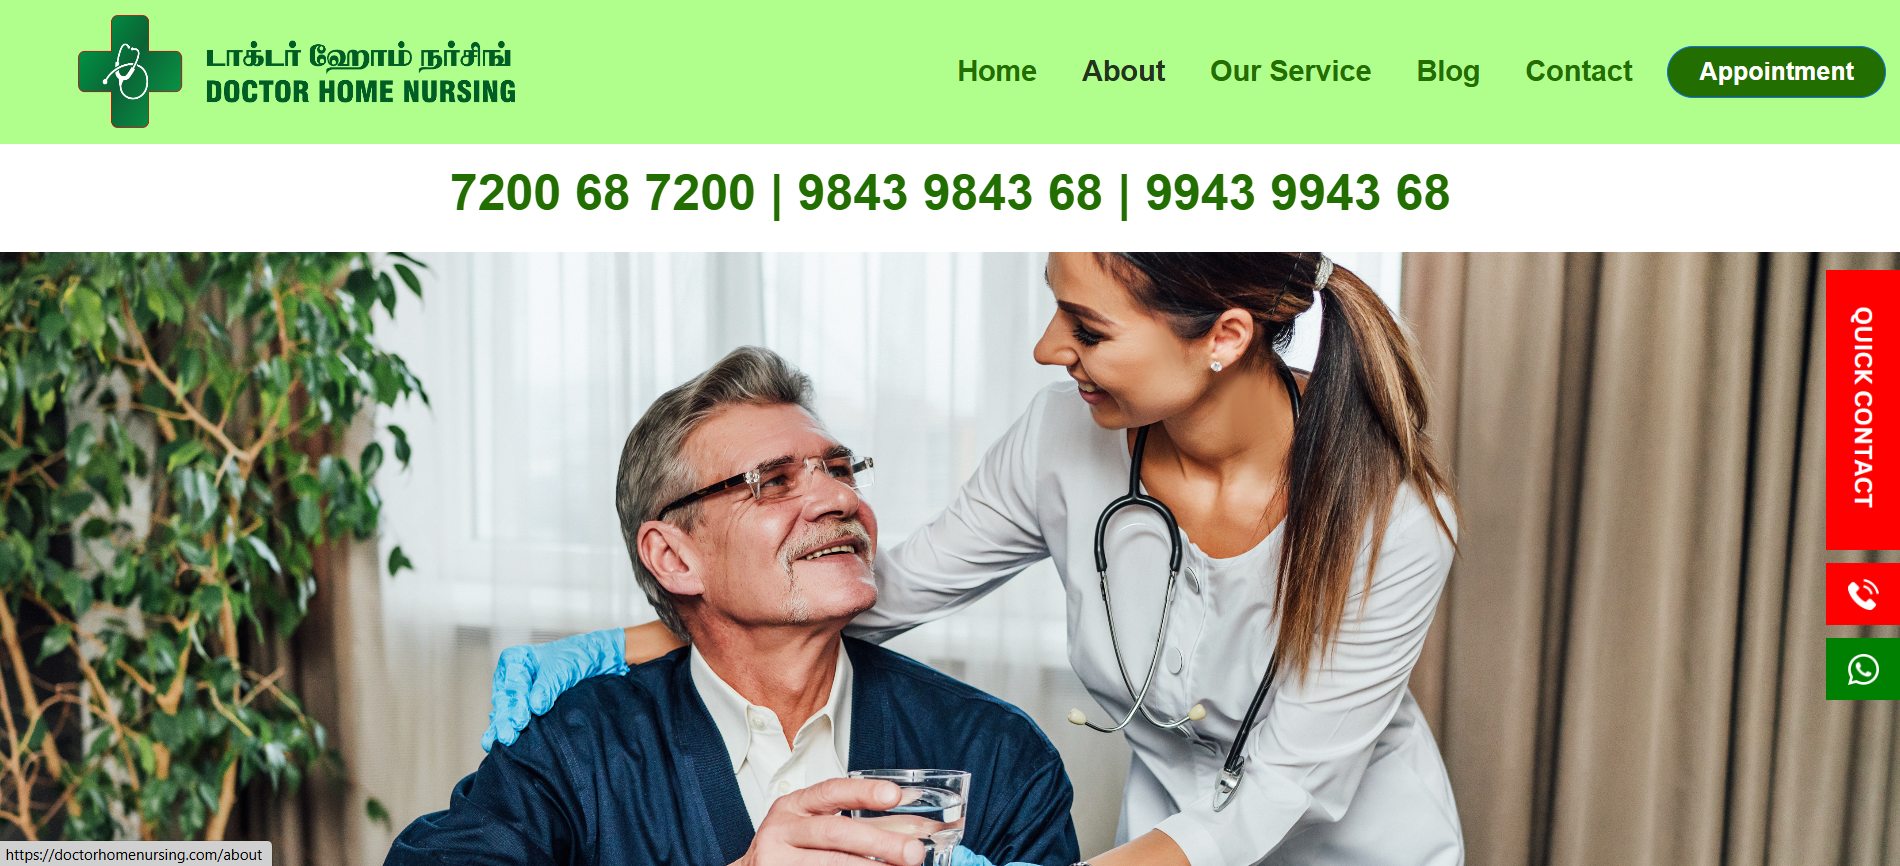 டாக்டர் ஹோம் நர்சிங்
DOCTOR HOME NURSING
Home
About
Our Service
Blog
Contact
Appointment
7200 68 7200 | 9843 9843 68 | 9943 9943 68
QUICK CONTACT
https://doctorhomenursing.com/about